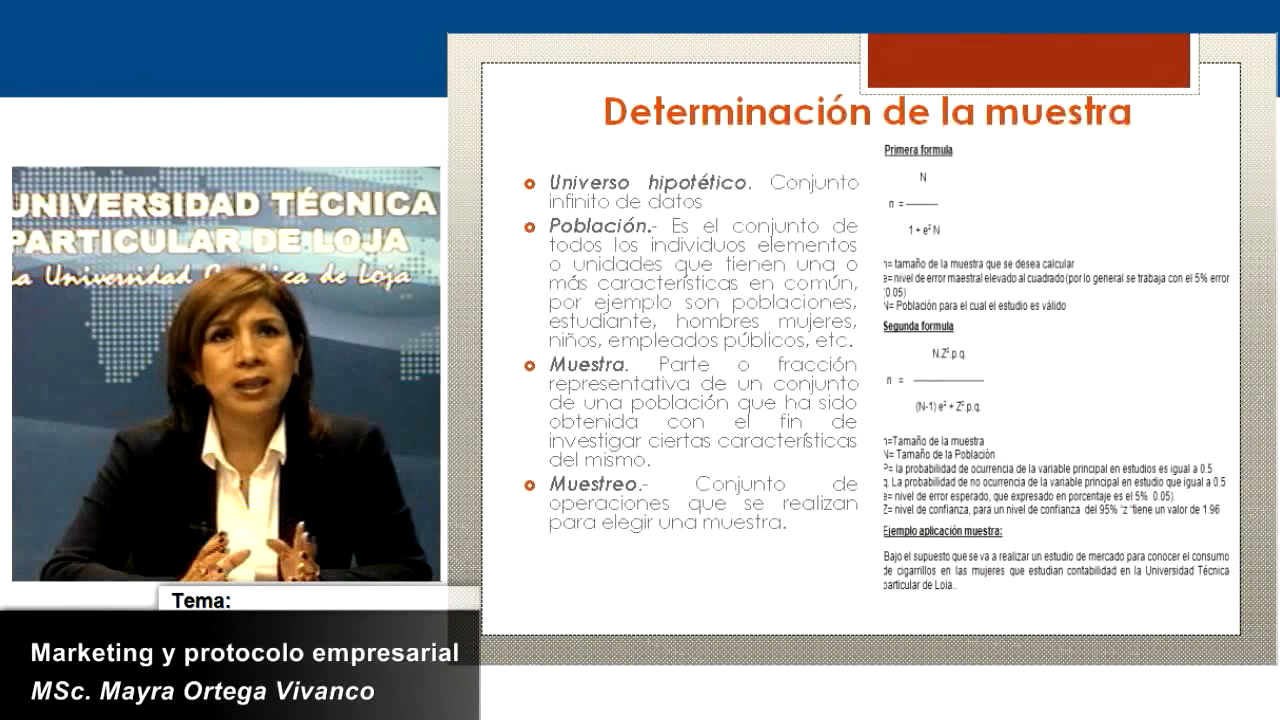 Determinación de la muestra
Universo hipotético. Conjunto
infinito de datos
Población.- Es el conjunto de
todos los individuos elementos
o unidades que tienen una o
más características en común,
por ejemplo son poblaciones,
estudiante, hombres mujeres,
niños, empleados públicos, etc.
Muestra. Parte o fracción
representativa de un conjunto
de una población que ha sido
obtenida con el fin de
investigar ciertas características
del mismo.
Muestreo.- Conjunto de
operaciones que se realizan
para elegir una muestra.
Primera formula
N
n = ----------
1 + e² N
n= tamaño de la muestra que se desea calcular
e= nivel de error maestral elevado al cuadrado(por lo general se trabaja con el 5% error
(0.05)
N= Población para el cual el estudio es válido
Segunda formula
N.Z².p.q.
n = ----------------------
(N-1) e² + Z².p.q.
n=Tamaño de la muestra
N= Tamaño de la Población
P= la probabilidad de ocurrencia de la variable principal en estudios es igual a 0.5
q. La probabilidad de no ocurrencia de la variable principal en estudio que igual a 0.5
e= nivel de error esperado, que expresado en porcentaje es el 5% 0.05).
Z= nivel de confianza, para un nivel de confianza del 95% "z "tiene un valor de 1.96
Ejemplo aplicación muestra:
Bajo el supuesto que se va a realizar un estudio de mercado para conocer el consumo
de cigarrillos en las mujeres que estudian contabilidad en la Universidad Técnica
particular de Loja..
UNIVERSIDAD TÉCNICA
PARTICULAR DE LOJA
La Universidad Católica de Loja
Tema:
Marketing y protocolo empresarial
MSc. Mayra Ortega Vivanco